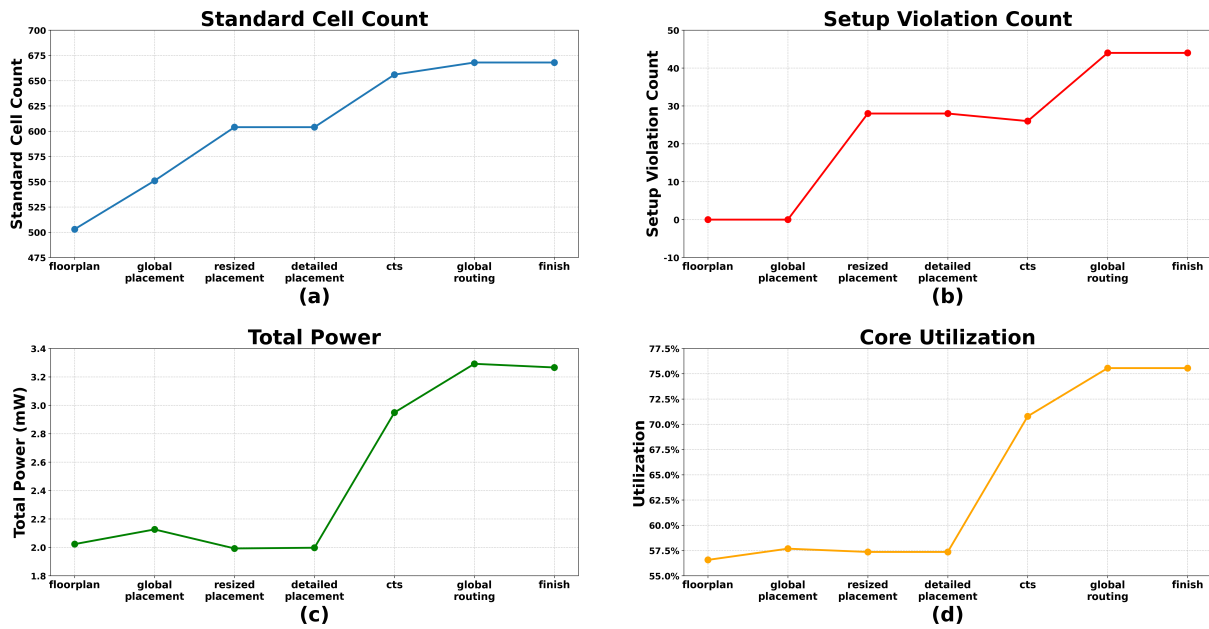 Standard Cell Count
Standard Cell Count
700
675
650
625
600
575
550
525
500
475
floorplan
global
placement
resized
placement
detailed
placement
cts
global
routing
finish
(a)
Setup Violation Count
Setup Violation Count
50
40
30
20
10
0
-10
floorplan
global
placement
resized
placement
detailed
placement
cts
global
routing
finish
(b)
Total Power
Total Power (mW)
3.4
3.2
3.0
2.8
2.6
2.4
2.2
2.0
1.8
floorplan
global
placement
resized
placement
detailed
placement
cts
global
routing
finish
(c)
Core Utilization
Utilization
77.5%
75.0%
72.5%
70.0%
67.5%
65.0%
62.5%
60.0%
57.5%
55.0%
floorplan
global
placement
resized
placement
detailed
placement
cts
global
routing
finish
(d)